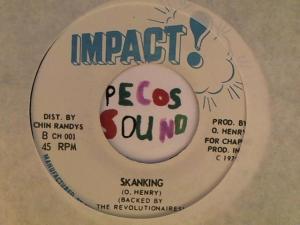 IMPACT!
PECOS
SOUND
DIST. BY
CHIN RANDYS
B CH 001
45 RPM
PROD. BY
O. HENRY
FOR CHAP
PROD. IN
SKANKING
(O. HENRY)
(BACKED BY
THE REVOLUTIONAIRES)